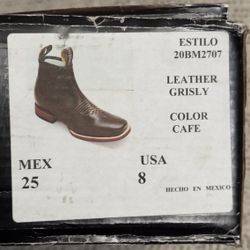 ESTILO
20BM2707
LEATHER
GRISLY
COLOR
CAFE
MEX
25
USA
8
HECHO EN MEXICO